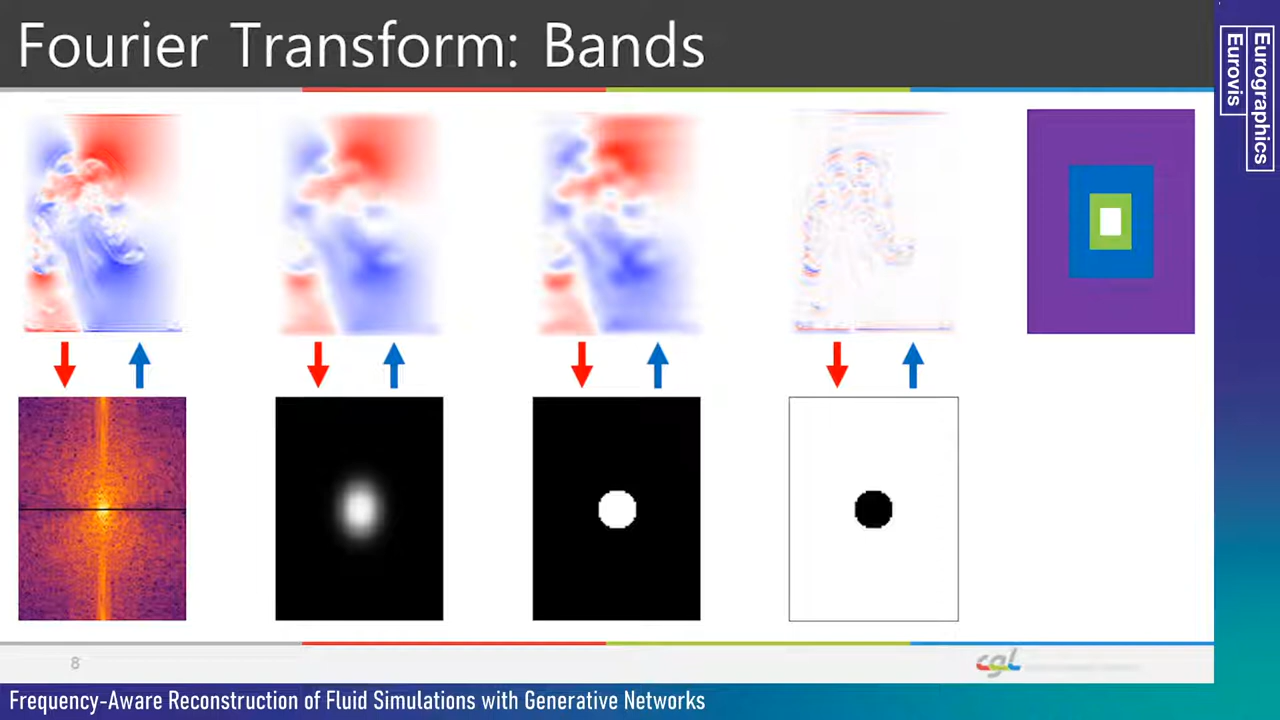 Fourier Transform: Bands
Eurographics
Eurovis
8
cgl
Frequency-Aware Reconstruction of Fluid Simulations with Generative Networks